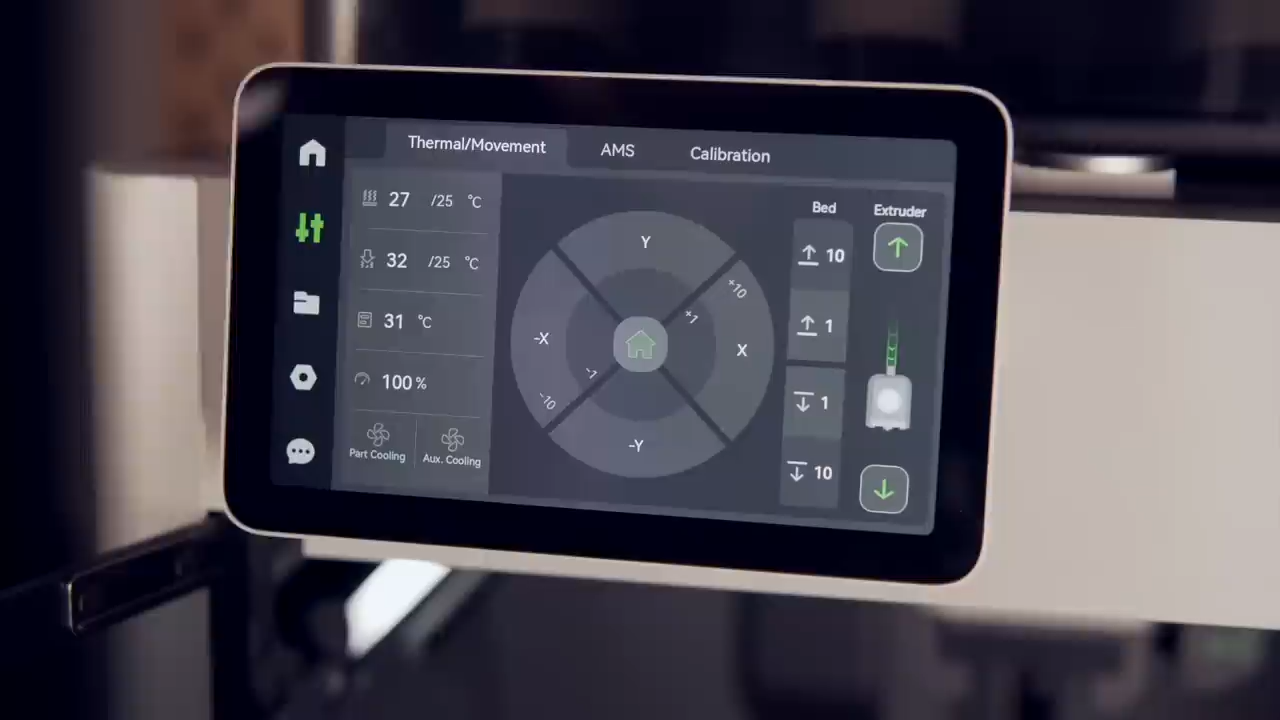 Thermal/Movement AMS Calibration
27 /25 °C
32 /25 °C
31 °C
100 %
Part Cooling Aux. Cooling
Y
+10
+1
-X
X
-1
-10
-Y
Bed
10
1
1
10
Extruder